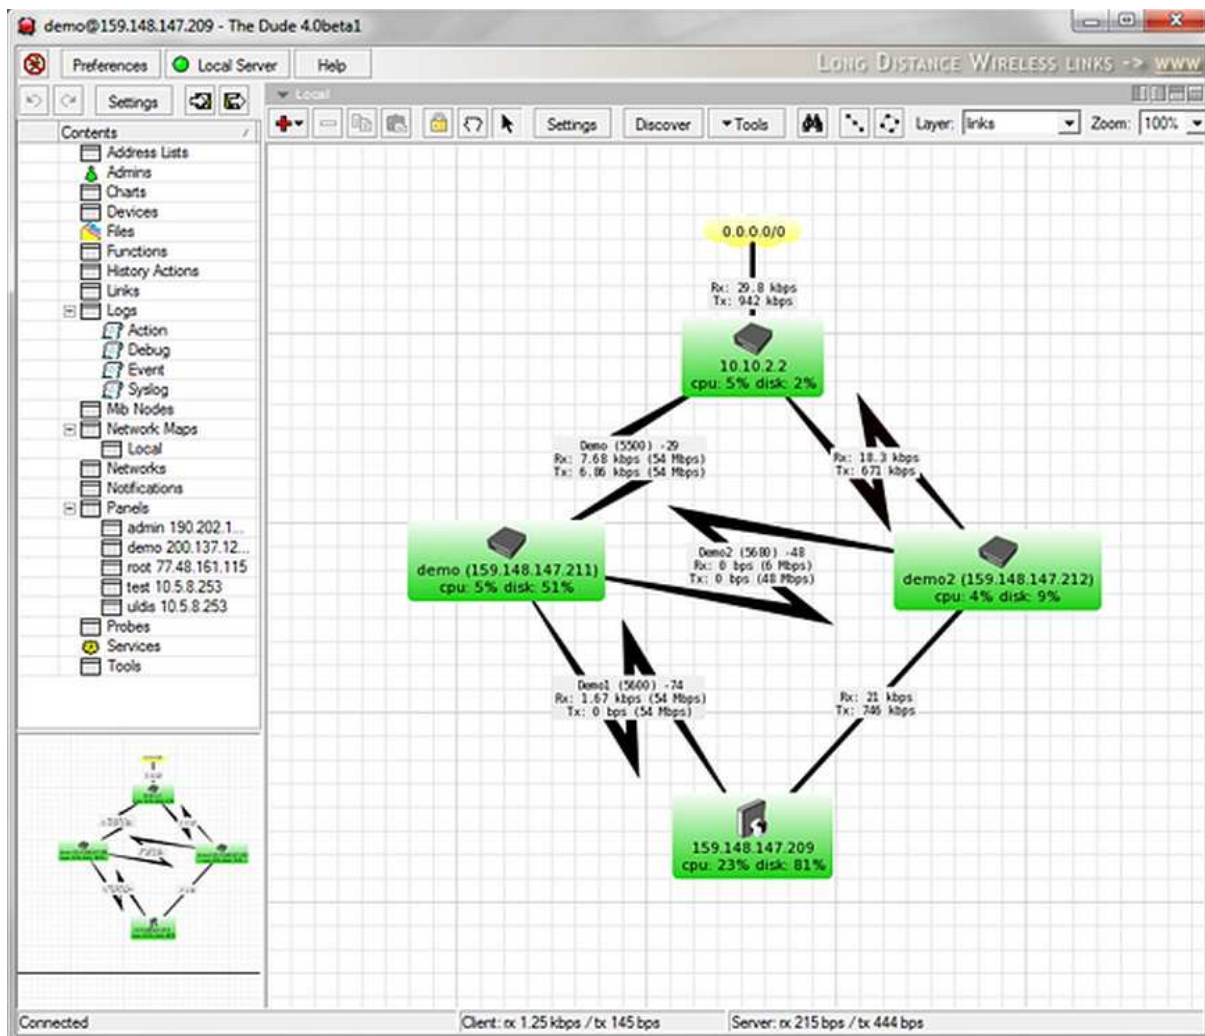 demo@159.148.147.209 - The Dude 4.0beta1
Preferences
Local Server
Help
LONG DISTANCE WIRELESS LINKS -> WWW
Settings
Local
Settings
Discover
Tools
Layer:
links
Zoom:
100%
Contents
Address Lists
Admins
Charts
Devices
Files
Functions
History Actions
Links
Logs
Action
Debug
Event
Syslog
Mib Nodes
Network Maps
Local
Networks
Notifications
Panels
admin 190.202.1...
demo 200.137.12...
root 77.48.161.115
test 10.5.8.253
uldis 10.5.8.253
Probes
Services
Tools
0.0.0.0/0
Rx: 29.8 kbps
Tx: 942 kbps
10.10.2.2
cpu: 5% disk: 2%
Demo (5500) -29
Rx: 7.68 kbps (54 Mbps)
Tx: 6.86 kbps (54 Mbps)
Rx: 18.3 kbps
Tx: 671 kbps
demo (159.148.147.211)
cpu: 5% disk: 51%
Demo2 (5680) -48
Rx: 0 bps (6 Mbps)
Tx: 0 bps (48 Mbps)
demo2 (159.148.147.212)
cpu: 4% disk: 9%
Demo1 (5600) -74
Rx: 1.67 kbps (54 Mbps)
Tx: 0 bps (54 Mbps)
Rx: 21 kbps
Tx: 746 kbps
159.148.147.209
cpu: 23% disk: 81%
Connected
Client: rx 1.25 kbps / tx 145 bps
Server: rx 215 bps / tx 444 bps